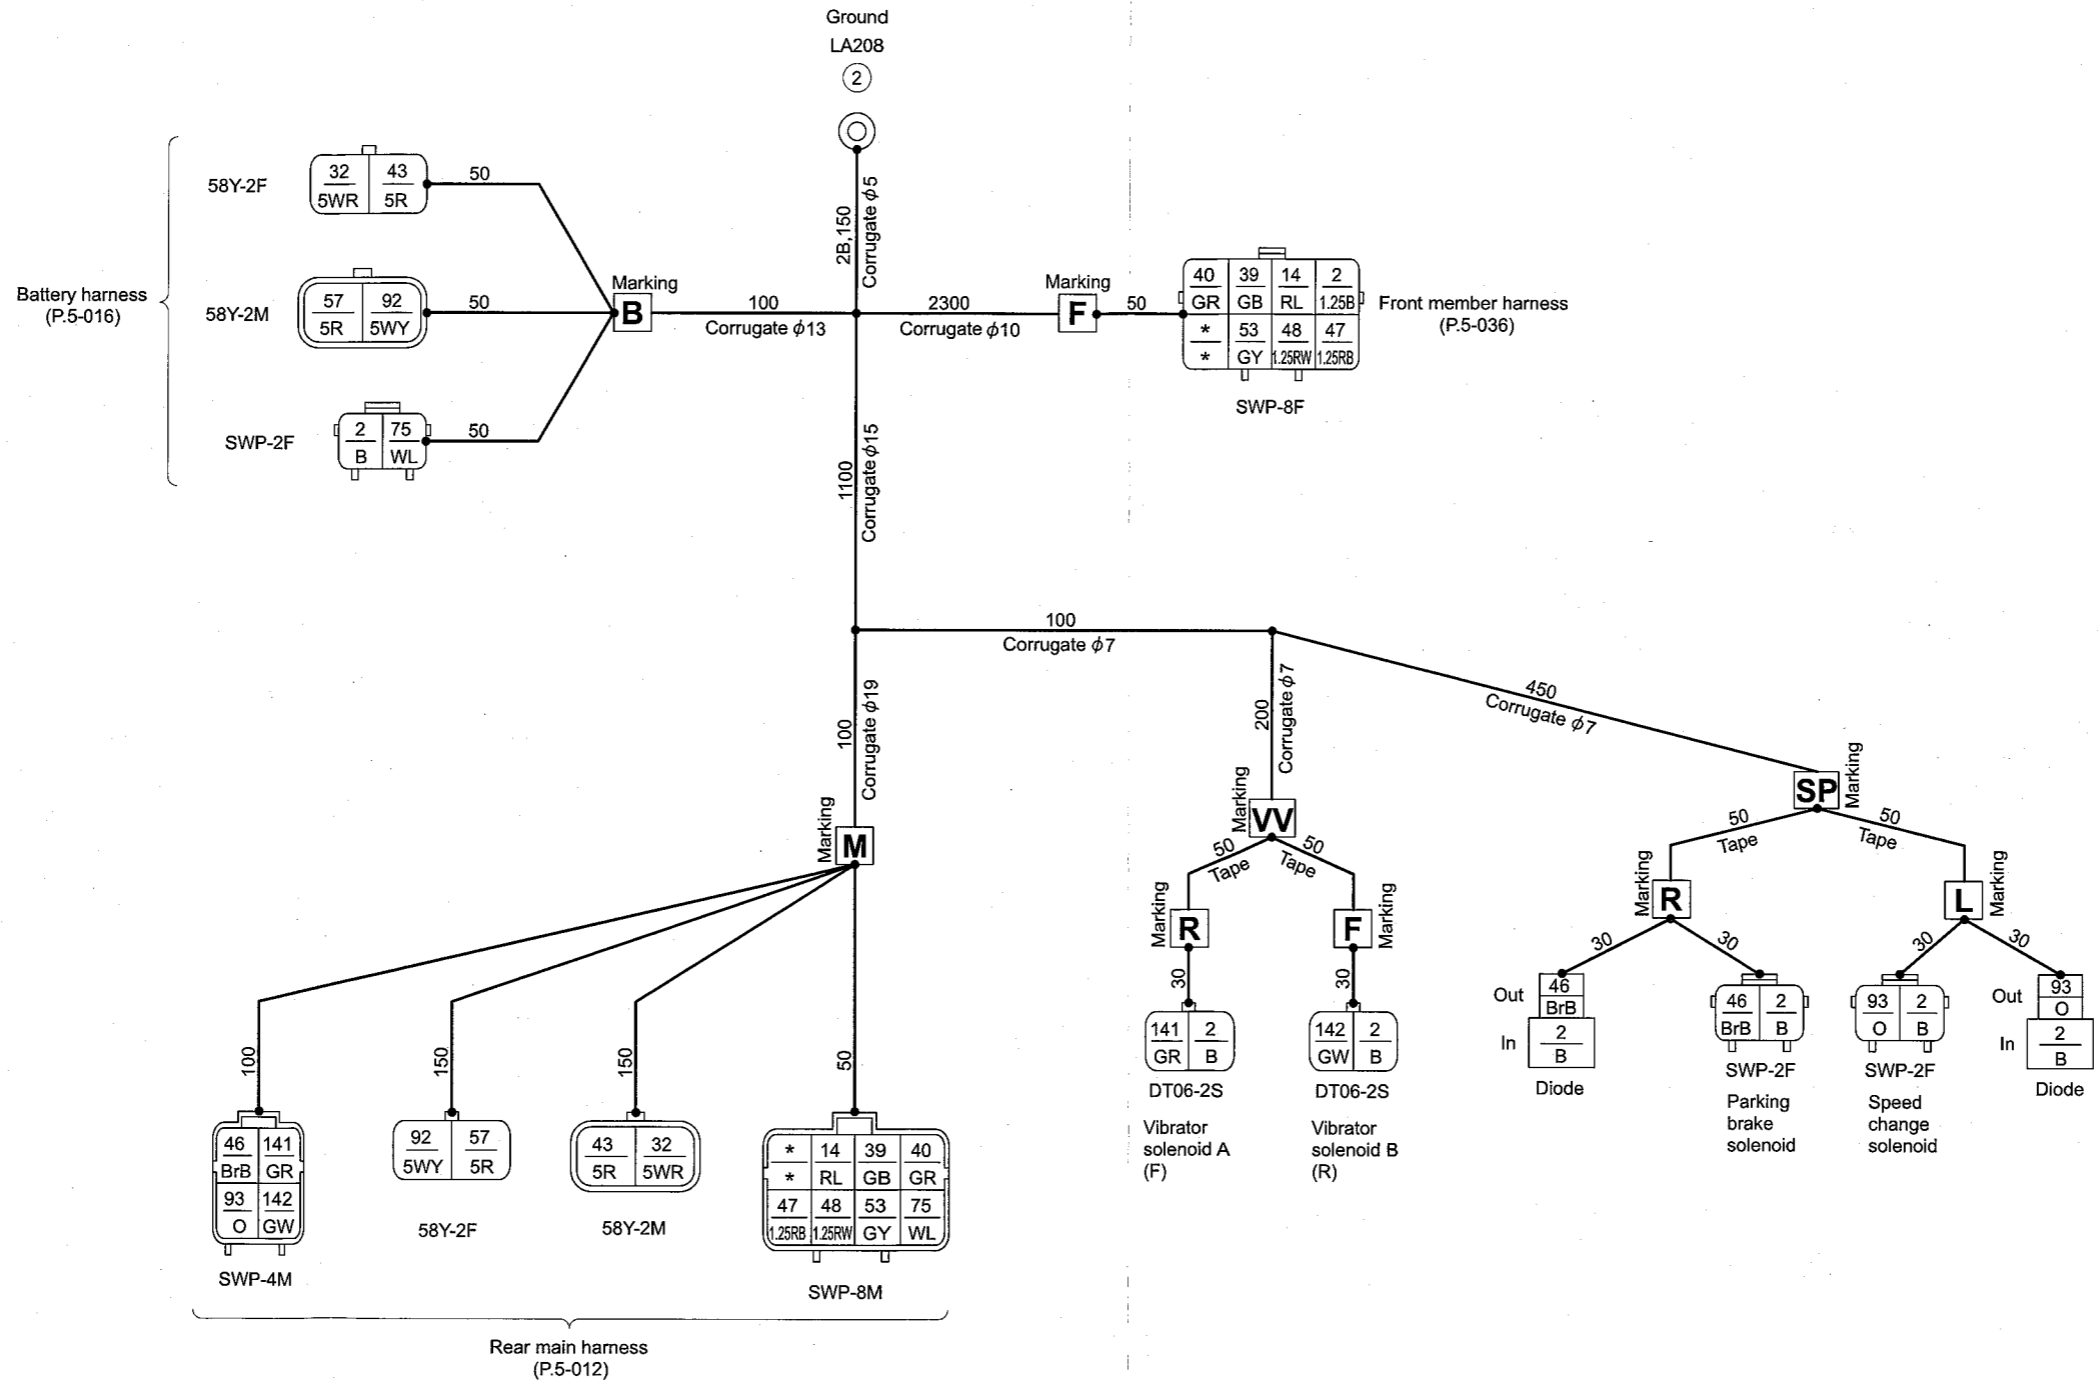 Ground
LA208
2
58Y-2F
32 43
5WR 5R
50
Battery harness
(P.5-016)
58Y-2M
57 92
5R 5WY
50
SWP-2F
2 75
B WL
50
Marking
B
100
Corrugate φ13
2B,150
Corrugate φ5
2300
Corrugate φ10
Marking
F
50
40 39 14 2
GR GB RL 1.25B
* 53 48 47
* GY 1.25RW 1.25RB
SWP-8F
Front member harness
(P.5-036)
1100
Corrugate φ15
100
Corrugate φ7
100
Corrugate φ19
Marking
M
200
Corrugate φ7
450
Corrugate φ7
Marking
VV
50
Tape
50
Tape
Marking
R
30
Marking
F
30
141 2
GR B
DT06-2S
Vibrator
solenoid A
(F)
142 2
GW B
DT06-2S
Vibrator
solenoid B
(R)
SP
Marking
50
Tape
50
Tape
Marking
R
30
30
L
Marking
30
30
Out
46
BrB
In
2
B
Diode
46 2
BrB B
SWP-2F
Parking
brake
solenoid
93 2
O B
SWP-2F
Speed
change
solenoid
Out
93
O
In
2
B
Diode
100
150
150
50
46 141
BrB GR
93 142
O GW
SWP-4M
92 57
5WY 5R
58Y-2F
43 32
5R 5WR
58Y-2M
* 14 39 40
* RL GB GR
47 48 53 75
1.25RB 1.25RW GY WL
SWP-8M
Rear main harness
(P.5-012)